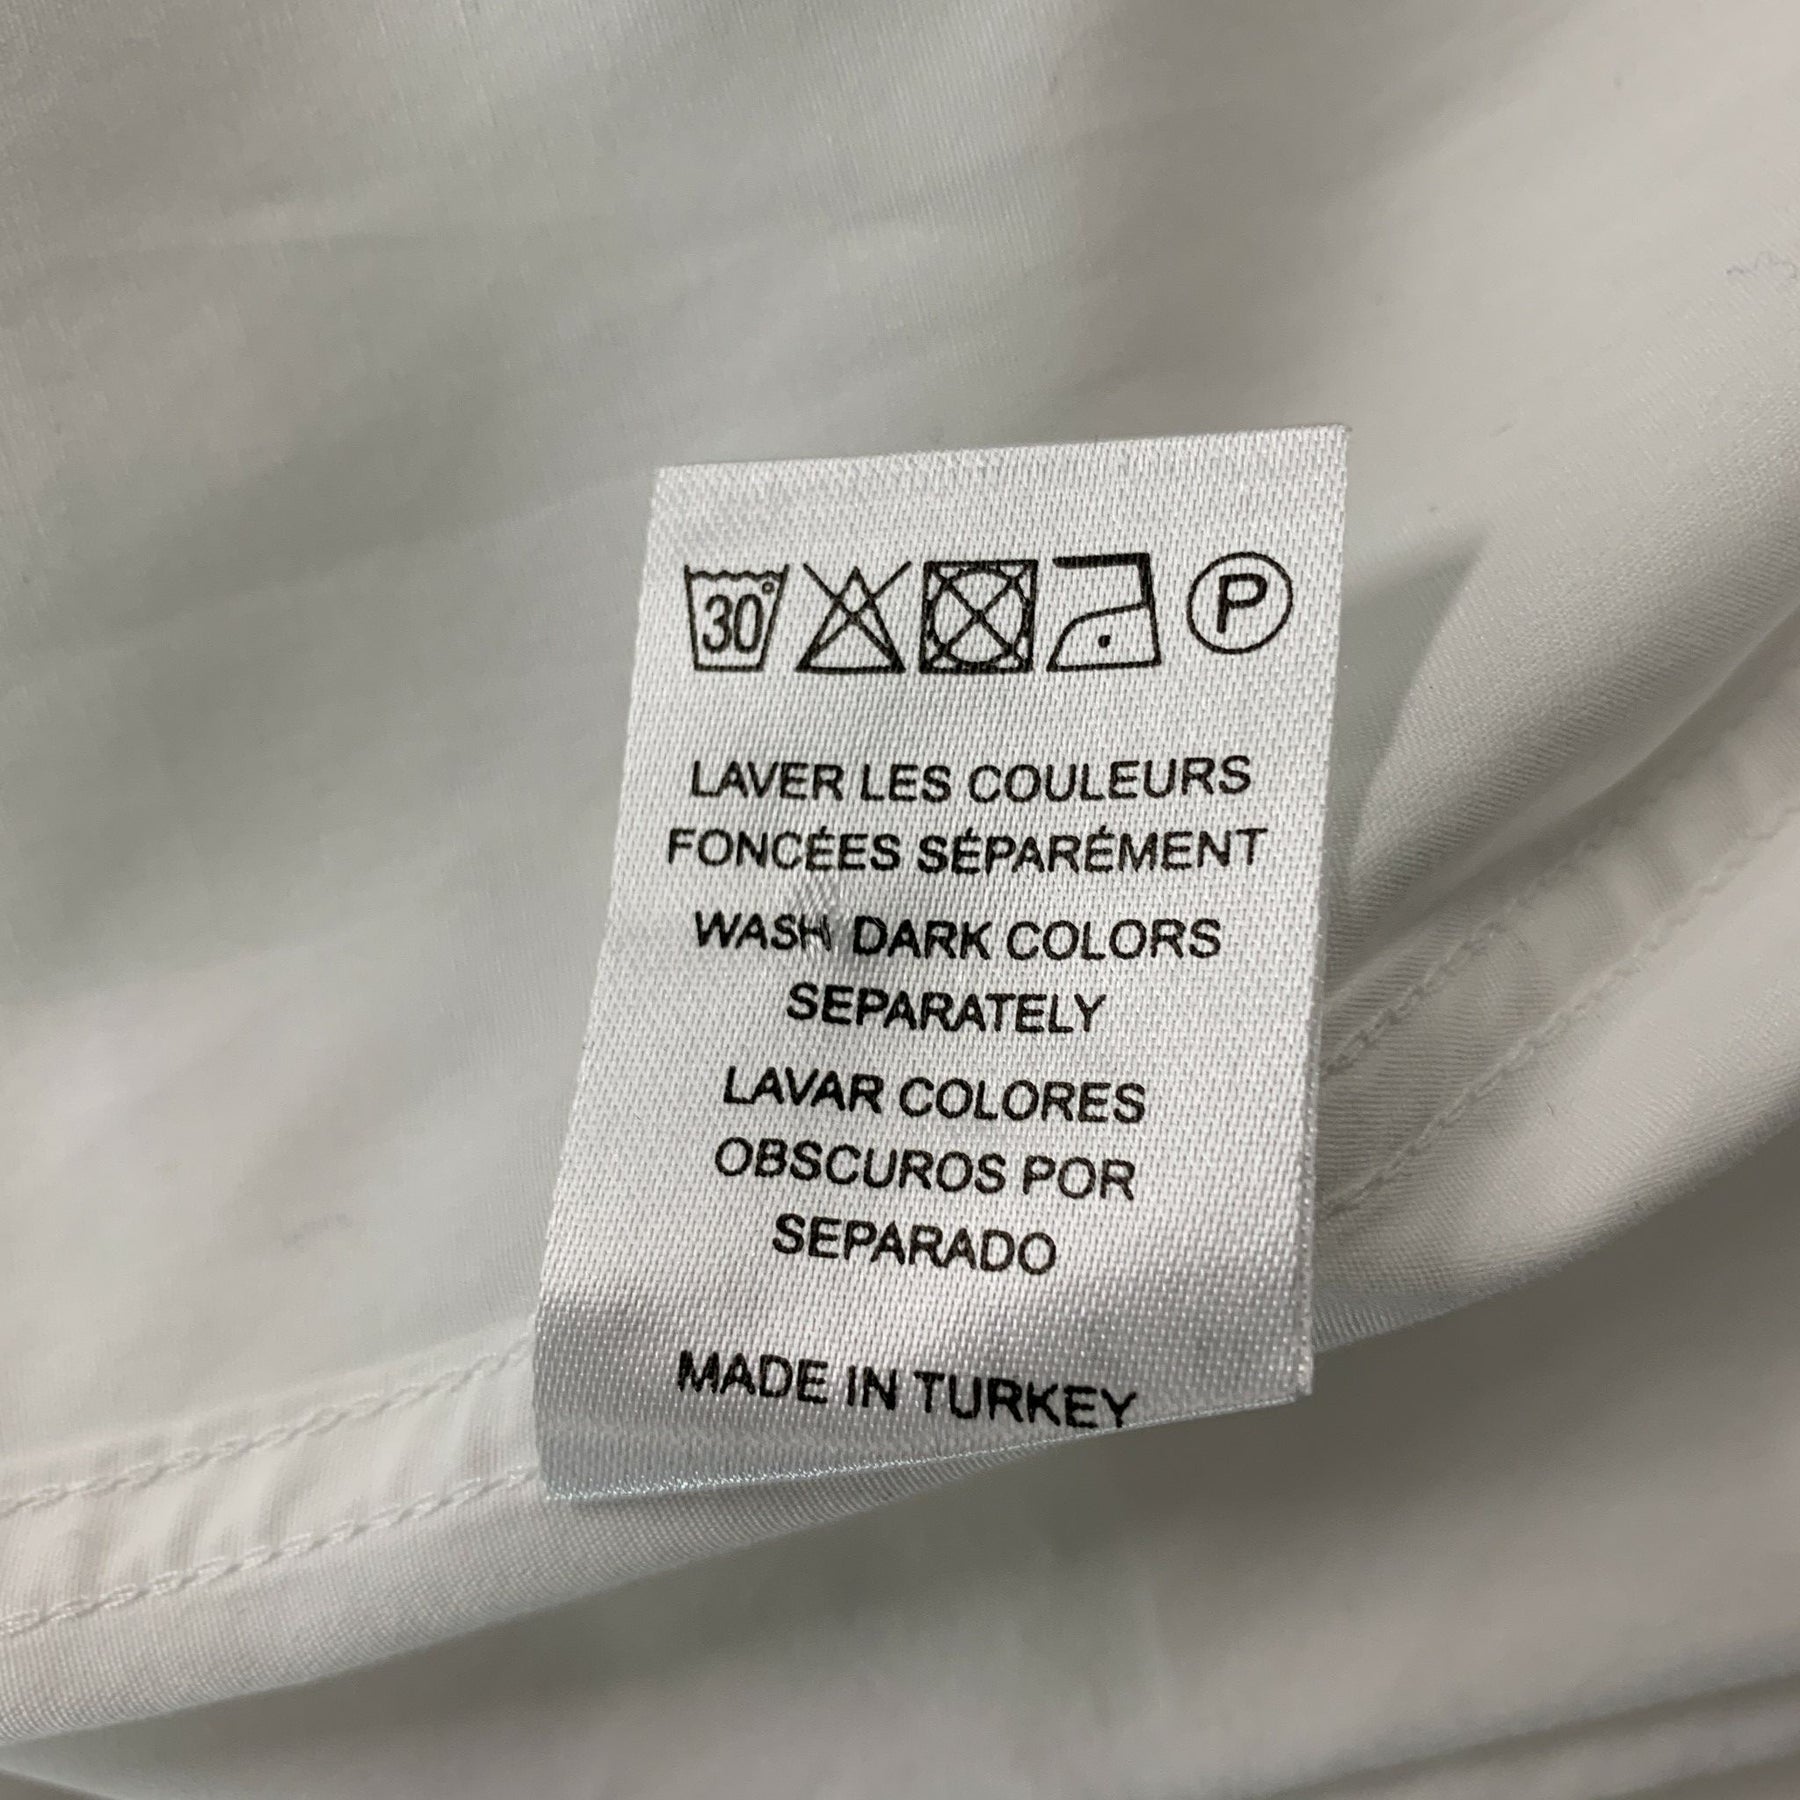 30°
P
LAVER LES COULEURS
FONCÉES SÉPARÉMENT
WASH DARK COLORS
SEPARATELY
LAVAR COLORES
OBSCUROS POR
SEPARADO
MADE IN TURKEY